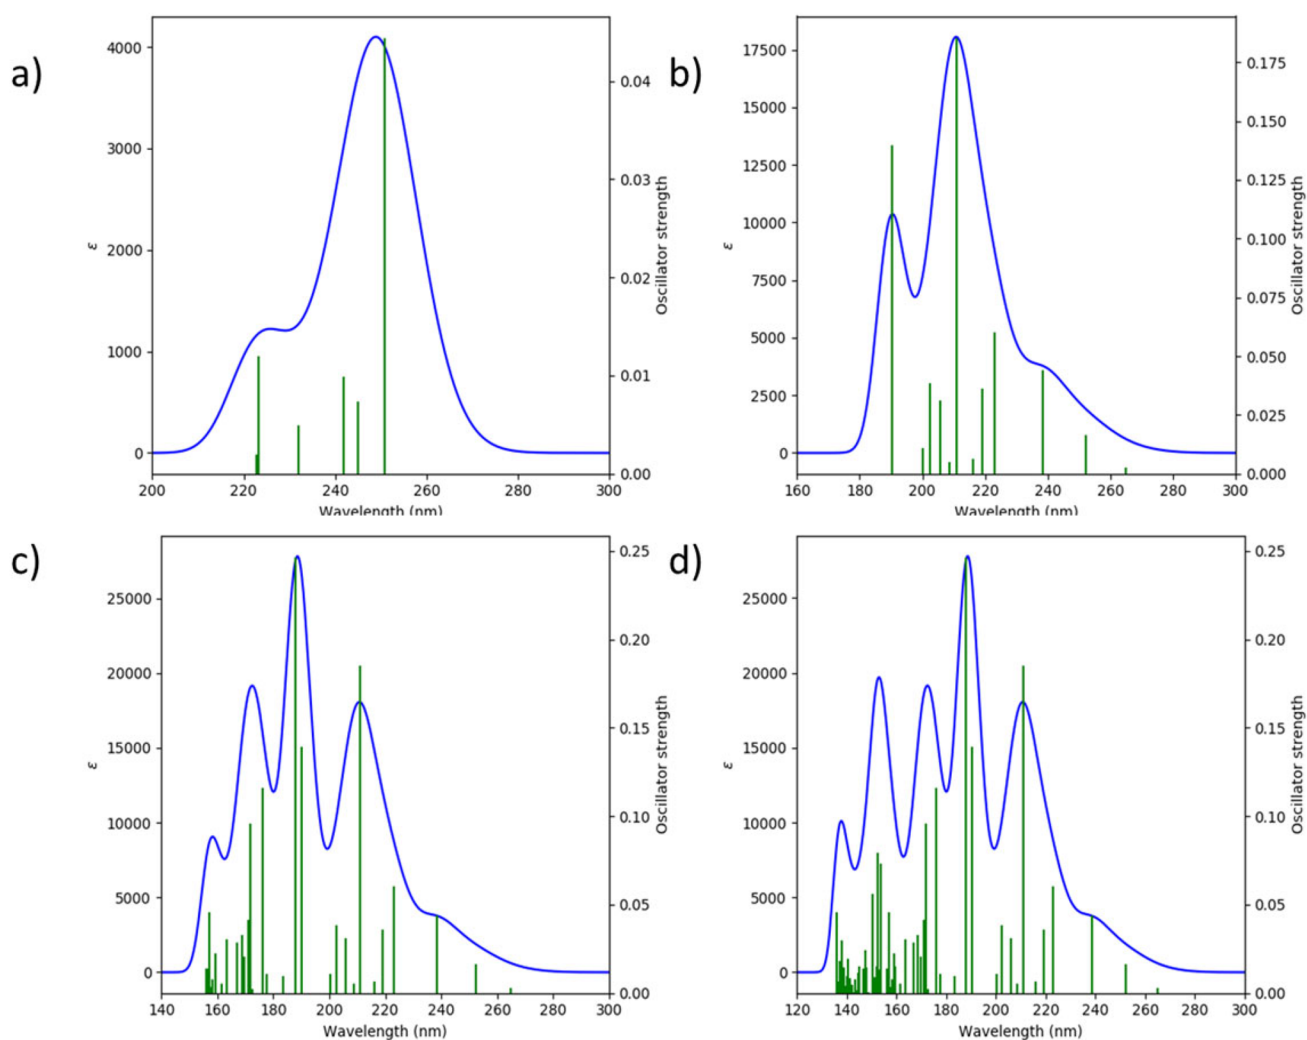 a)
4000
3000
2000
1000
0
ε
0.04
0.03
0.02
0.01
0.00
Oscillator strength
200 220 240 260 280 300
Wavelength (nm)
b)
17500
15000
12500
10000
7500
5000
2500
0
ε
0.175
0.150
0.125
0.100
0.075
0.050
0.025
0.000
Oscillator strength
160 180 200 220 240 260 280 300
Wavelength (nm)
c)
25000
20000
15000
10000
5000
0
ε
0.25
0.20
0.15
0.10
0.05
0.00
Oscillator strength
140 160 180 200 220 240 260 280 300
Wavelength (nm)
d)
25000
20000
15000
10000
5000
0
ε
0.25
0.20
0.15
0.10
0.05
0.00
Oscillator strength
120 140 160 180 200 220 240 260 280 300
Wavelength (nm)